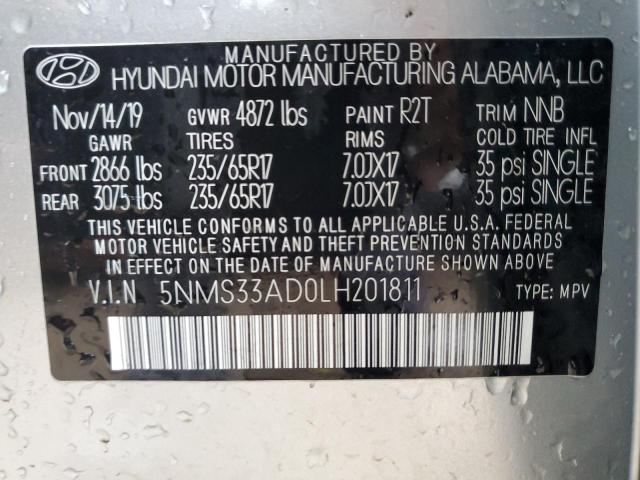 MANUFACTURED BY
HYUNDAI MOTOR MANUFACTURING ALABAMA, LLC
Nov/14/19 GVWR 4872 lbs PAINT R2T TRIM NNB
GAWR TIRES RIMS COLD TIRE INFL
FRONT 2866 lbs 235/65R17 7.0JX17 35 psi SINGLE
REAR 3075 lbs 235/65R17 7.0JX17 35 psi SINGLE
THIS VEHICLE CONFORMS TO ALL APPLICABLE U.S.A. FEDERAL
MOTOR VEHICLE SAFETY AND THEFT PREVENTION STANDARDS
IN EFFECT ON THE DATE OF MANUFACTURE SHOWN ABOVE
V.I.N 5NMS33AD0LH201811 TYPE: MPV